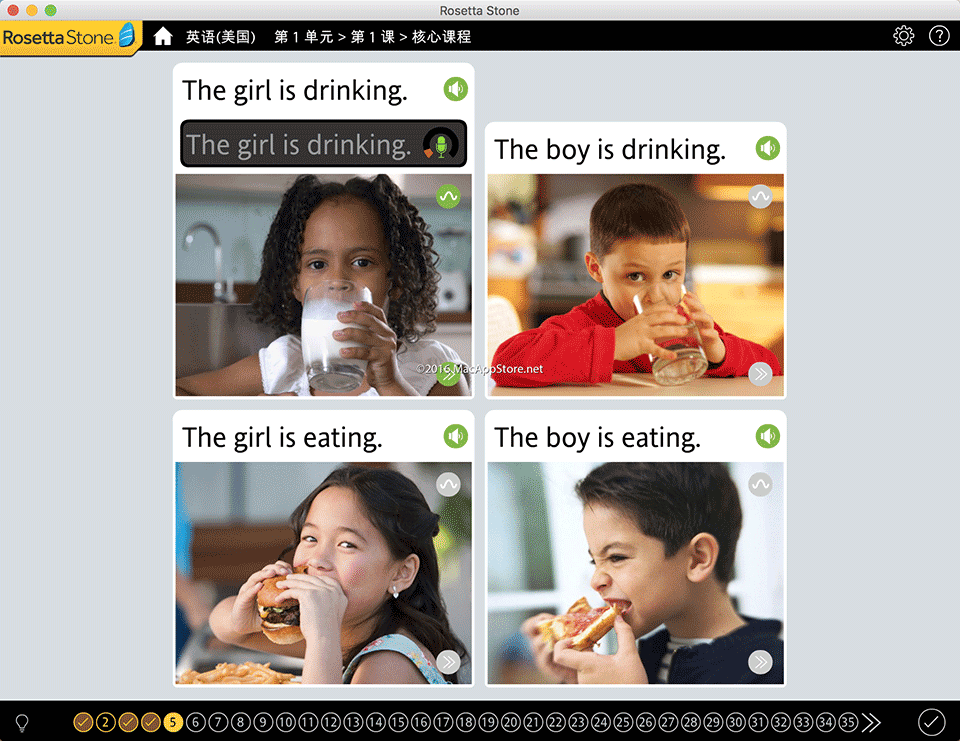 Rosetta Stone
RosettaStone
英语(美国) 第 1 单元 > 第 1 课 > 核心课程
The girl is drinking.
The girl is drinking.
The boy is drinking.
©2016 MacAppStore.net
The girl is eating.
The boy is eating.
2 5 6 7 8 9 10 11 12 13 14 15 16 17 18 19 20 21 22 23 24 25 26 27 28 29 30 31 32 33 34 35